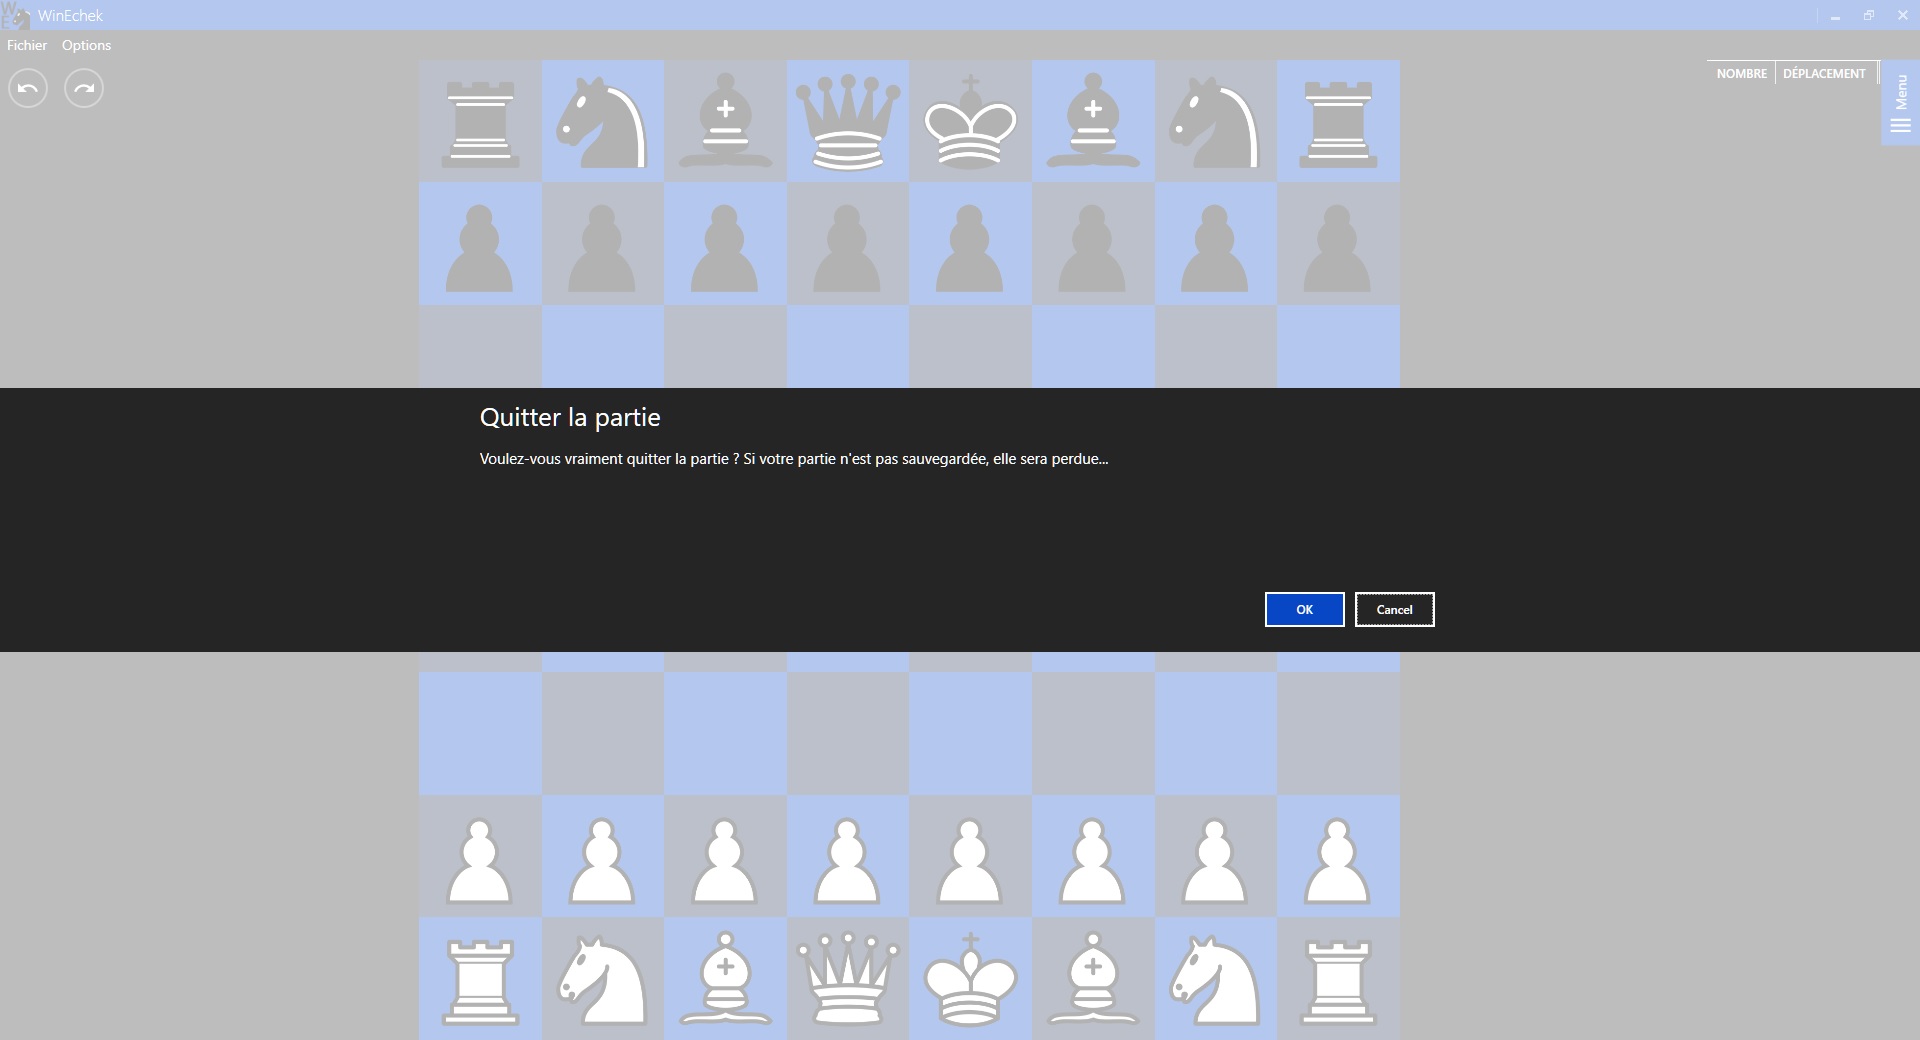 WinEchek
Fichier Options
NOMBRE DÉPLACEMENT
Menu
Quitter la partie
Voulez-vous vraiment quitter la partie ? Si votre partie n'est pas sauvegardée, elle sera perdue...
OK Cancel